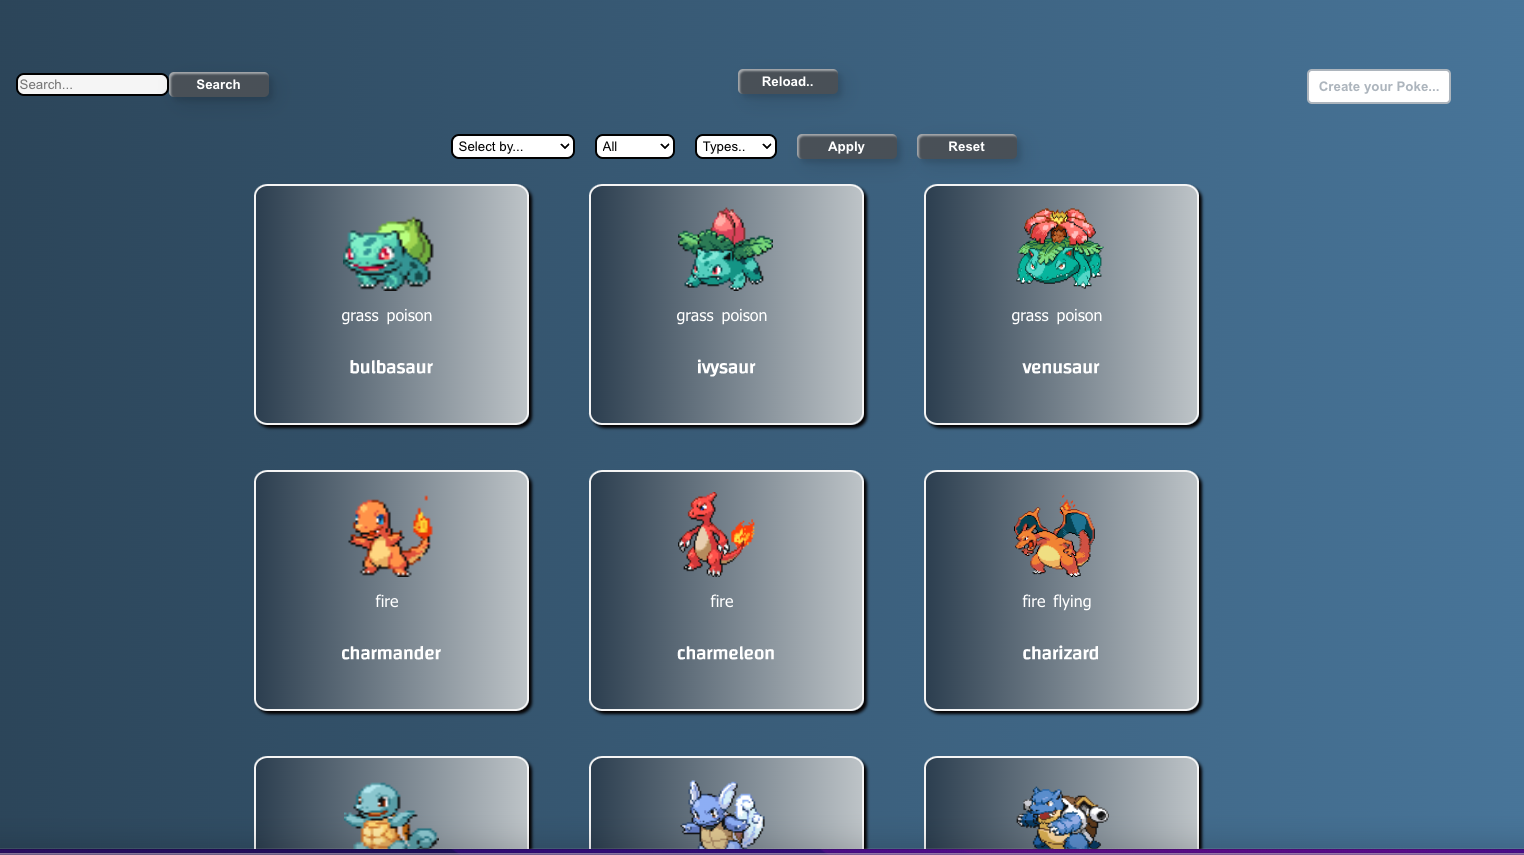 Search...
Search
Reload..
Create your Poke...
Select by...
All
Types..
Apply
Reset
grass poison
bulbasaur
grass poison
ivysaur
grass poison
venusaur
fire
charmander
fire
charmeleon
fire flying
charizard